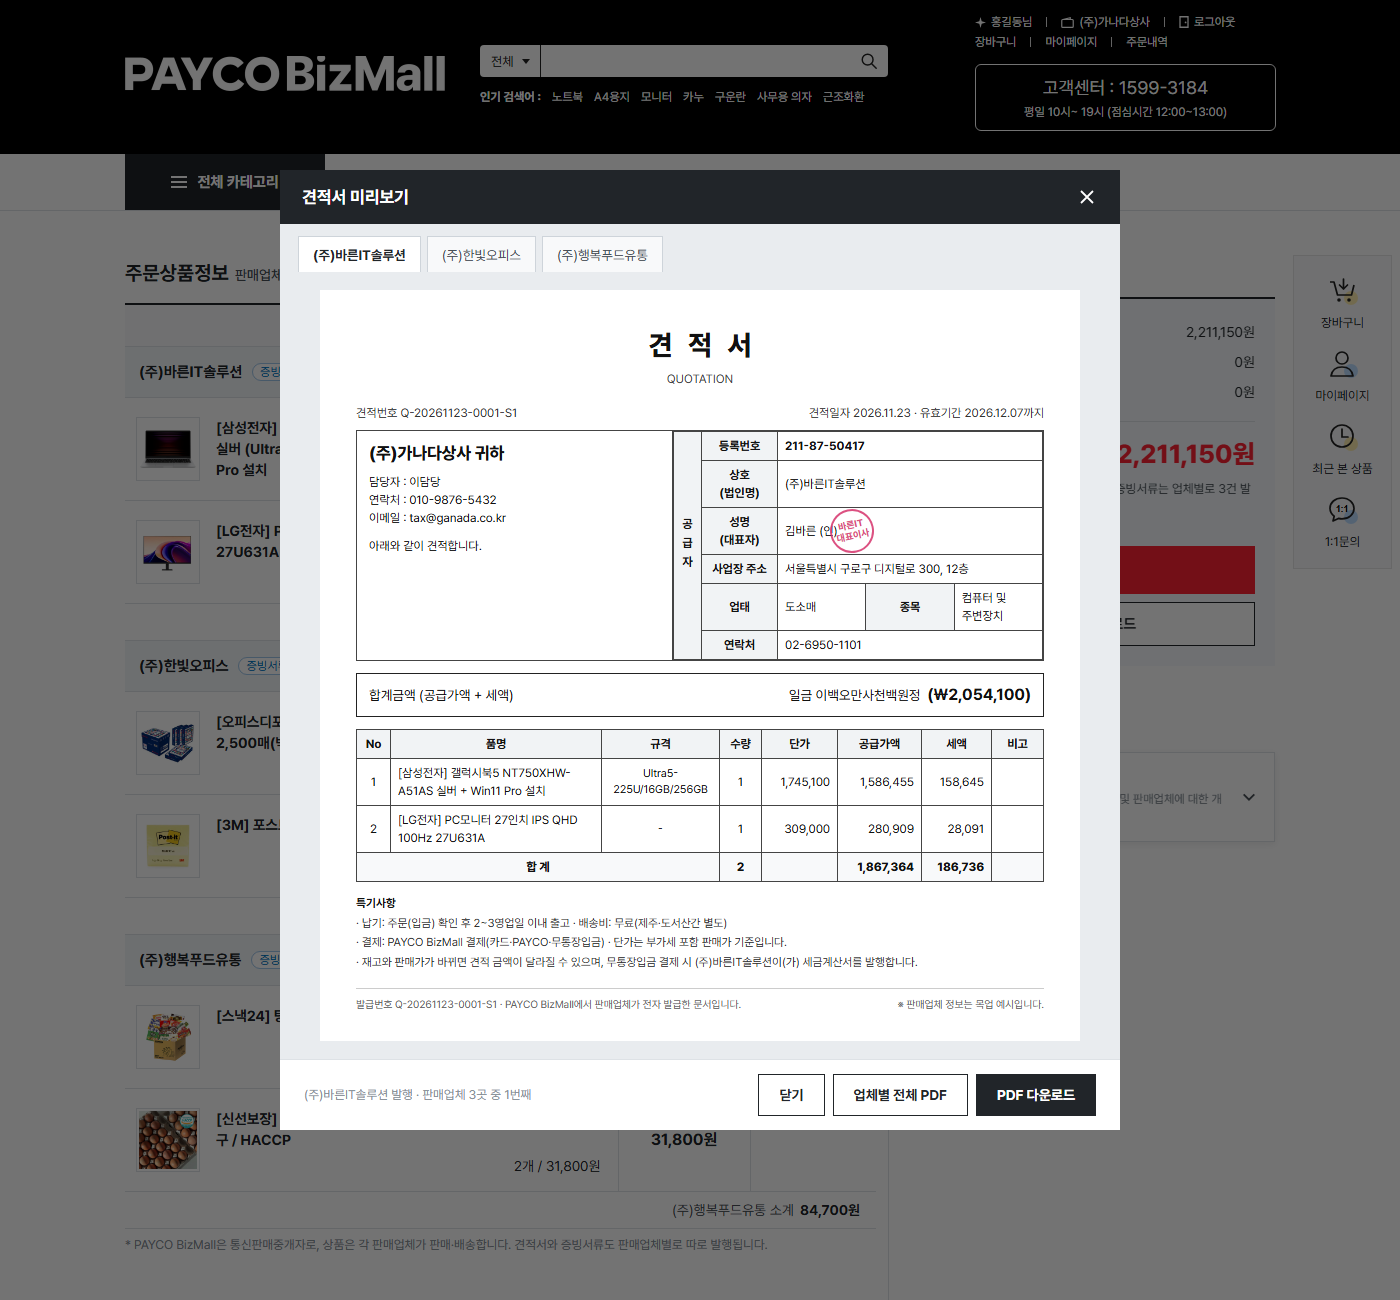 홍길동님 | (주)가나다상사 | 로그아웃
장바구니 | 마이페이지 | 주문내역
PAYCO BizMall
전체
인기 검색어 : 노트북 A4용지 모니터 카누 구운란 사무용 의자 근조화환
고객센터 : 1599-3184
평일 10시~ 19시 (점심시간 12:00~13:00)
전체 카테고리
주문상품정보 판매업체
(주)바른IT솔루션 증빙
[삼성전자]
실버 (Ultra
Pro 설치
[LG전자] P
27U631A
(주)한빛오피스 증빙서
[오피스디포
2,500매(박
[3M] 포스
(주)행복푸드유통 증빙
[스낵24] 탕
[신선보장]
구 / HACCP
2개 / 31,800원
31,800원
(주)행복푸드유통 소계 84,700원
* PAYCO BizMall은 통신판매중개자로, 상품은 각 판매업체가 판매·배송합니다. 견적서와 증빙서류도 판매업체별로 따로 발행됩니다.
2,211,150원
0원
0원
2,211,150원
증빙서류는 업체별로 3건 발
로드
및 판매업체에 대한 개
장바구니
마이페이지
최근 본 상품
1:1
1:1문의
견적서 미리보기
(주)바른IT솔루션
(주)한빛오피스
(주)행복푸드유통
견 적 서
QUOTATION
견적번호 Q-20261123-0001-S1
견적일자 2026.11.23 · 유효기간 2026.12.07까지
(주)가나다상사 귀하
담당자 : 이담당
연락처 : 010-9876-5432
이메일 : tax@ganada.co.kr
아래와 같이 견적합니다.
공급자
등록번호 211-87-50417
상호 (법인명) (주)바른IT솔루션
성명 (대표자) 김바른 (인)
바른IT
대표이사
사업장 주소 서울특별시 구로구 디지털로 300, 12층
업태 도소매 종목 컴퓨터 및 주변장치
연락처 02-6950-1101
합계금액 (공급가액 + 세액) 일금 이백오만사천백원정 (₩2,054,100)
No 품명 규격 수량 단가 공급가액 세액 비고
1 [삼성전자] 갤럭시북5 NT750XHW-A51AS 실버 + Win11 Pro 설치 Ultra5-225U/16GB/256GB 1 1,745,100 1,586,455 158,645
2 [LG전자] PC모니터 27인치 IPS QHD 100Hz 27U631A - 1 309,000 280,909 28,091
합 계 2 1,867,364 186,736
특기사항
· 납기: 주문(입금) 확인 후 2~3영업일 이내 출고 · 배송비: 무료(제주·도서산간 별도)
· 결제: PAYCO BizMall 결제(카드·PAYCO·무통장입금) · 단가는 부가세 포함 판매가 기준입니다.
· 재고와 판매가가 바뀌면 견적 금액이 달라질 수 있으며, 무통장입금 결제 시 (주)바른IT솔루션이(가) 세금계산서를 발행합니다.
발급번호 Q-20261123-0001-S1 · PAYCO BizMall에서 판매업체가 전자 발급한 문서입니다.
※ 판매업체 정보는 목업 예시입니다.
(주)바른IT솔루션 발행 · 판매업체 3곳 중 1번째
닫기
업체별 전체 PDF
PDF 다운로드